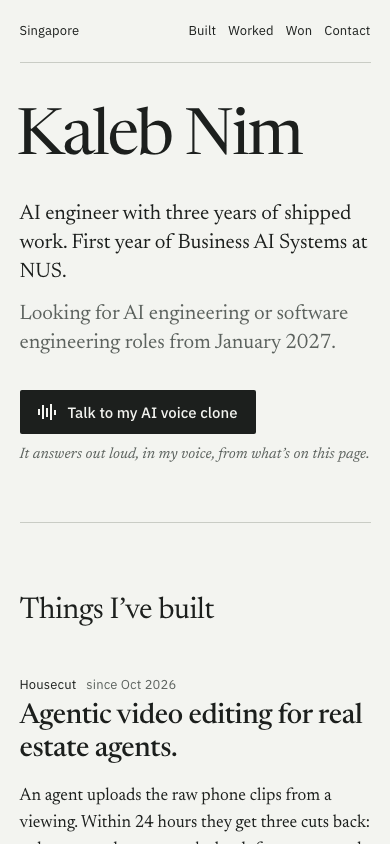 Singapore Built Worked Won Contact
Kaleb Nim
AI engineer with three years of shipped
work. First year of Business AI Systems at
NUS.
Looking for AI engineering or software
engineering roles from January 2027.
Talk to my AI voice clone
It answers out loud, in my voice, from what’s on this page.
Things I’ve built
Housecut since Oct 2026
Agentic video editing for real
estate agents.
An agent uploads the raw phone clips from a
viewing. Within 24 hours they get three cuts back: